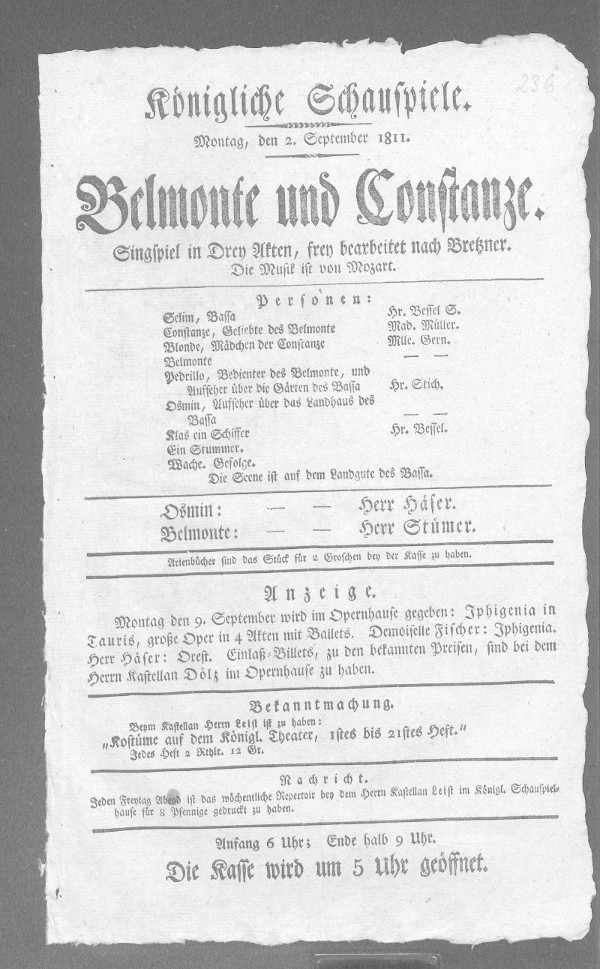 236
Königliche Schauspiele.
Montag, den 2. September 1811.
Belmonte und Constanze.
Singspiel in Drey Akten, frey bearbeitet nach Bretzner.
Die Musik ist von Mozart.
Personen:
Selim, Bassa Hr. Bessel S.
Constanze, Geliebte des Belmonte Mad. Müller.
Blonde, Mädchen der Constanze Mlle. Gern.
Belmonte — —
Pedrillo, Bedienter des Belmonte, und
Aufseher über die Gärten des Bassa Hr. Stich.
Osmin, Aufseher über das Landhaus des
Bassa — —
Klas ein Schiffer Hr. Bessel.
Ein Stummer.
Wache. Gefolge.
Die Scene ist auf dem Landgute des Bassa.
Osmin: — — Herr Häser.
Belmonte: — — Herr Stümer.
Arienbücher sind das Stück für 2 Groschen bey der Kasse zu haben.
Anzeige.
Montag den 9. September wird im Opernhause gegeben: Iphigenia in
Tauris, große Oper in 4 Akten mit Ballets. Demoiselle Fischer: Iphigenia.
Herr Häser: Orest. Einlaß-Billets, zu den bekannten Preisen, sind bei dem
Herrn Kastellan Dölz im Opernhause zu haben.
Bekanntmachung.
Beym Kastellan Herrn Leist ist zu haben:
„Kostüme auf dem Königl. Theater, 1stes bis 21stes Heft.“
Jedes Heft 2 Rthlr. 12 Gr.
Nachricht.
Jeden Freytag Abend ist das wöchentliche Repertoir bey dem Herrn Kastellan Leist im Königl. Schauspiel-
hause für 8 Pfennige gedruckt zu haben.
Anfang 6 Uhr; Ende halb 9 Uhr.
Die Kasse wird um 5 Uhr geöffnet.